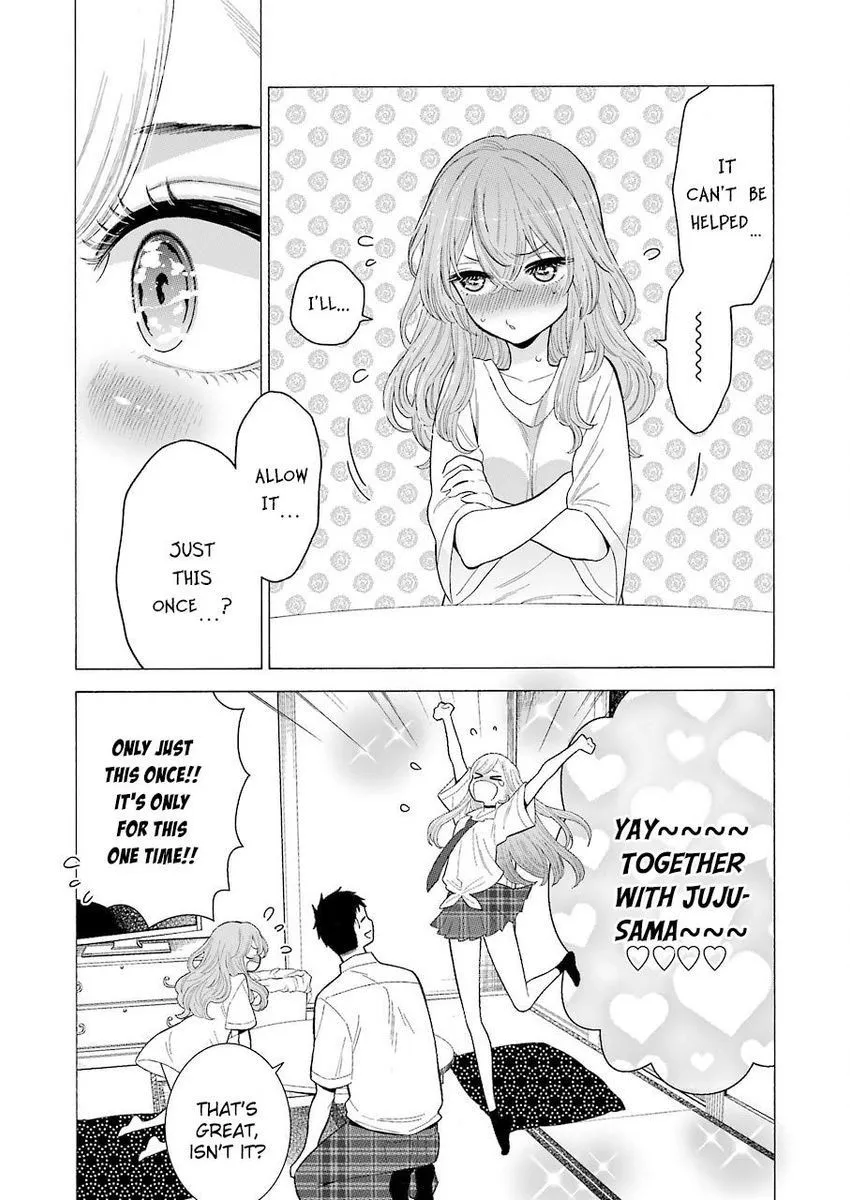 IT
CAN'T BE
HELPED...
I'LL...
ALLOW
IT...
JUST
THIS
ONCE...?
YAY~~~~
TOGETHER
WITH JUJU-
SAMA~~~
♡♡♡♡
ONLY JUST
THIS ONCE!!
IT'S ONLY
FOR THIS
ONE TIME!!
THAT'S
GREAT,
ISN'T IT?